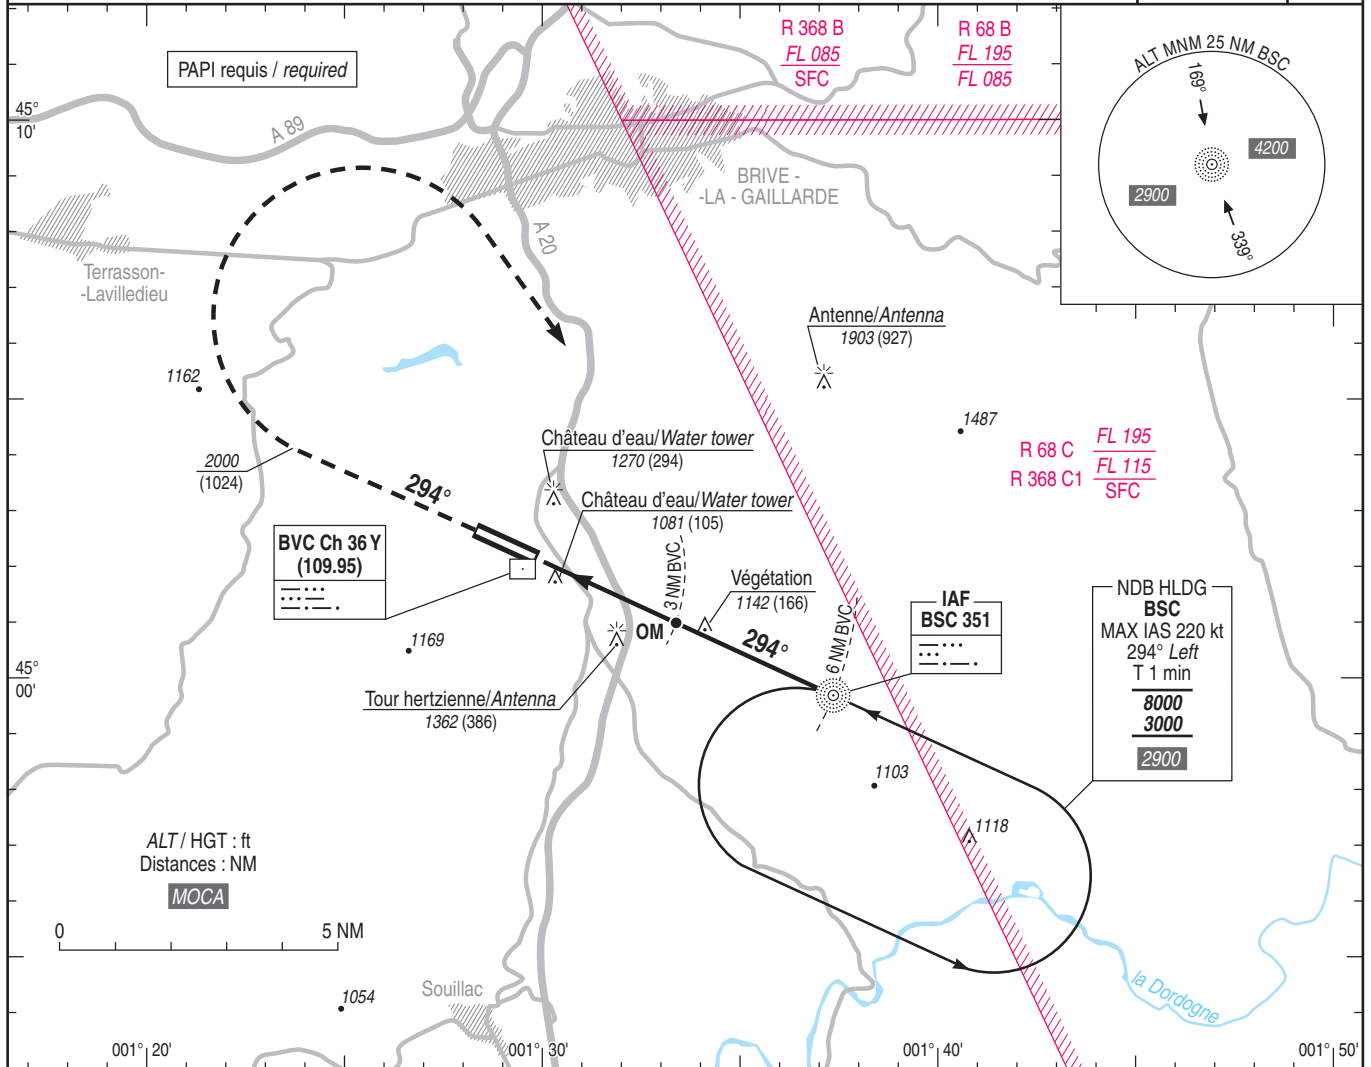 PAPI requis / required
R 368 B
FL 085
SFC
R 68 B
FL 195
FL 085
ALT MNM 25 NM BSC
169°
4200
2900
339°
45°
10'
A 89
A 20
BRIVE -
-LA - GAILLARDE
Terrasson-
-Lavilledieu
Antenne/Antenna
1903 (927)
1162
1487
R 68 C
FL 195
R 368 C1
FL 115
SFC
Château d'eau/Water tower
1270 (294)
2000
(1024)
294°
Château d'eau/Water tower
1081 (105)
BVC Ch 36 Y
(109.95)
3 NM BVC
Végétation
1142 (166)
OM
294°
6 NM BVC
IAF
BSC 351
NDB HLDG
BSC
MAX IAS 220 kt
294° Left
T 1 min
8000
3000
2900
1169
45°
00'
Tour hertzienne/Antenna
1362 (386)
1103
1118
ALT / HGT : ft
Distances : NM
MOCA
0
5 NM
1054
Souillac
la Dordogne
001° 20'
001° 30'
001° 40'
001° 50'